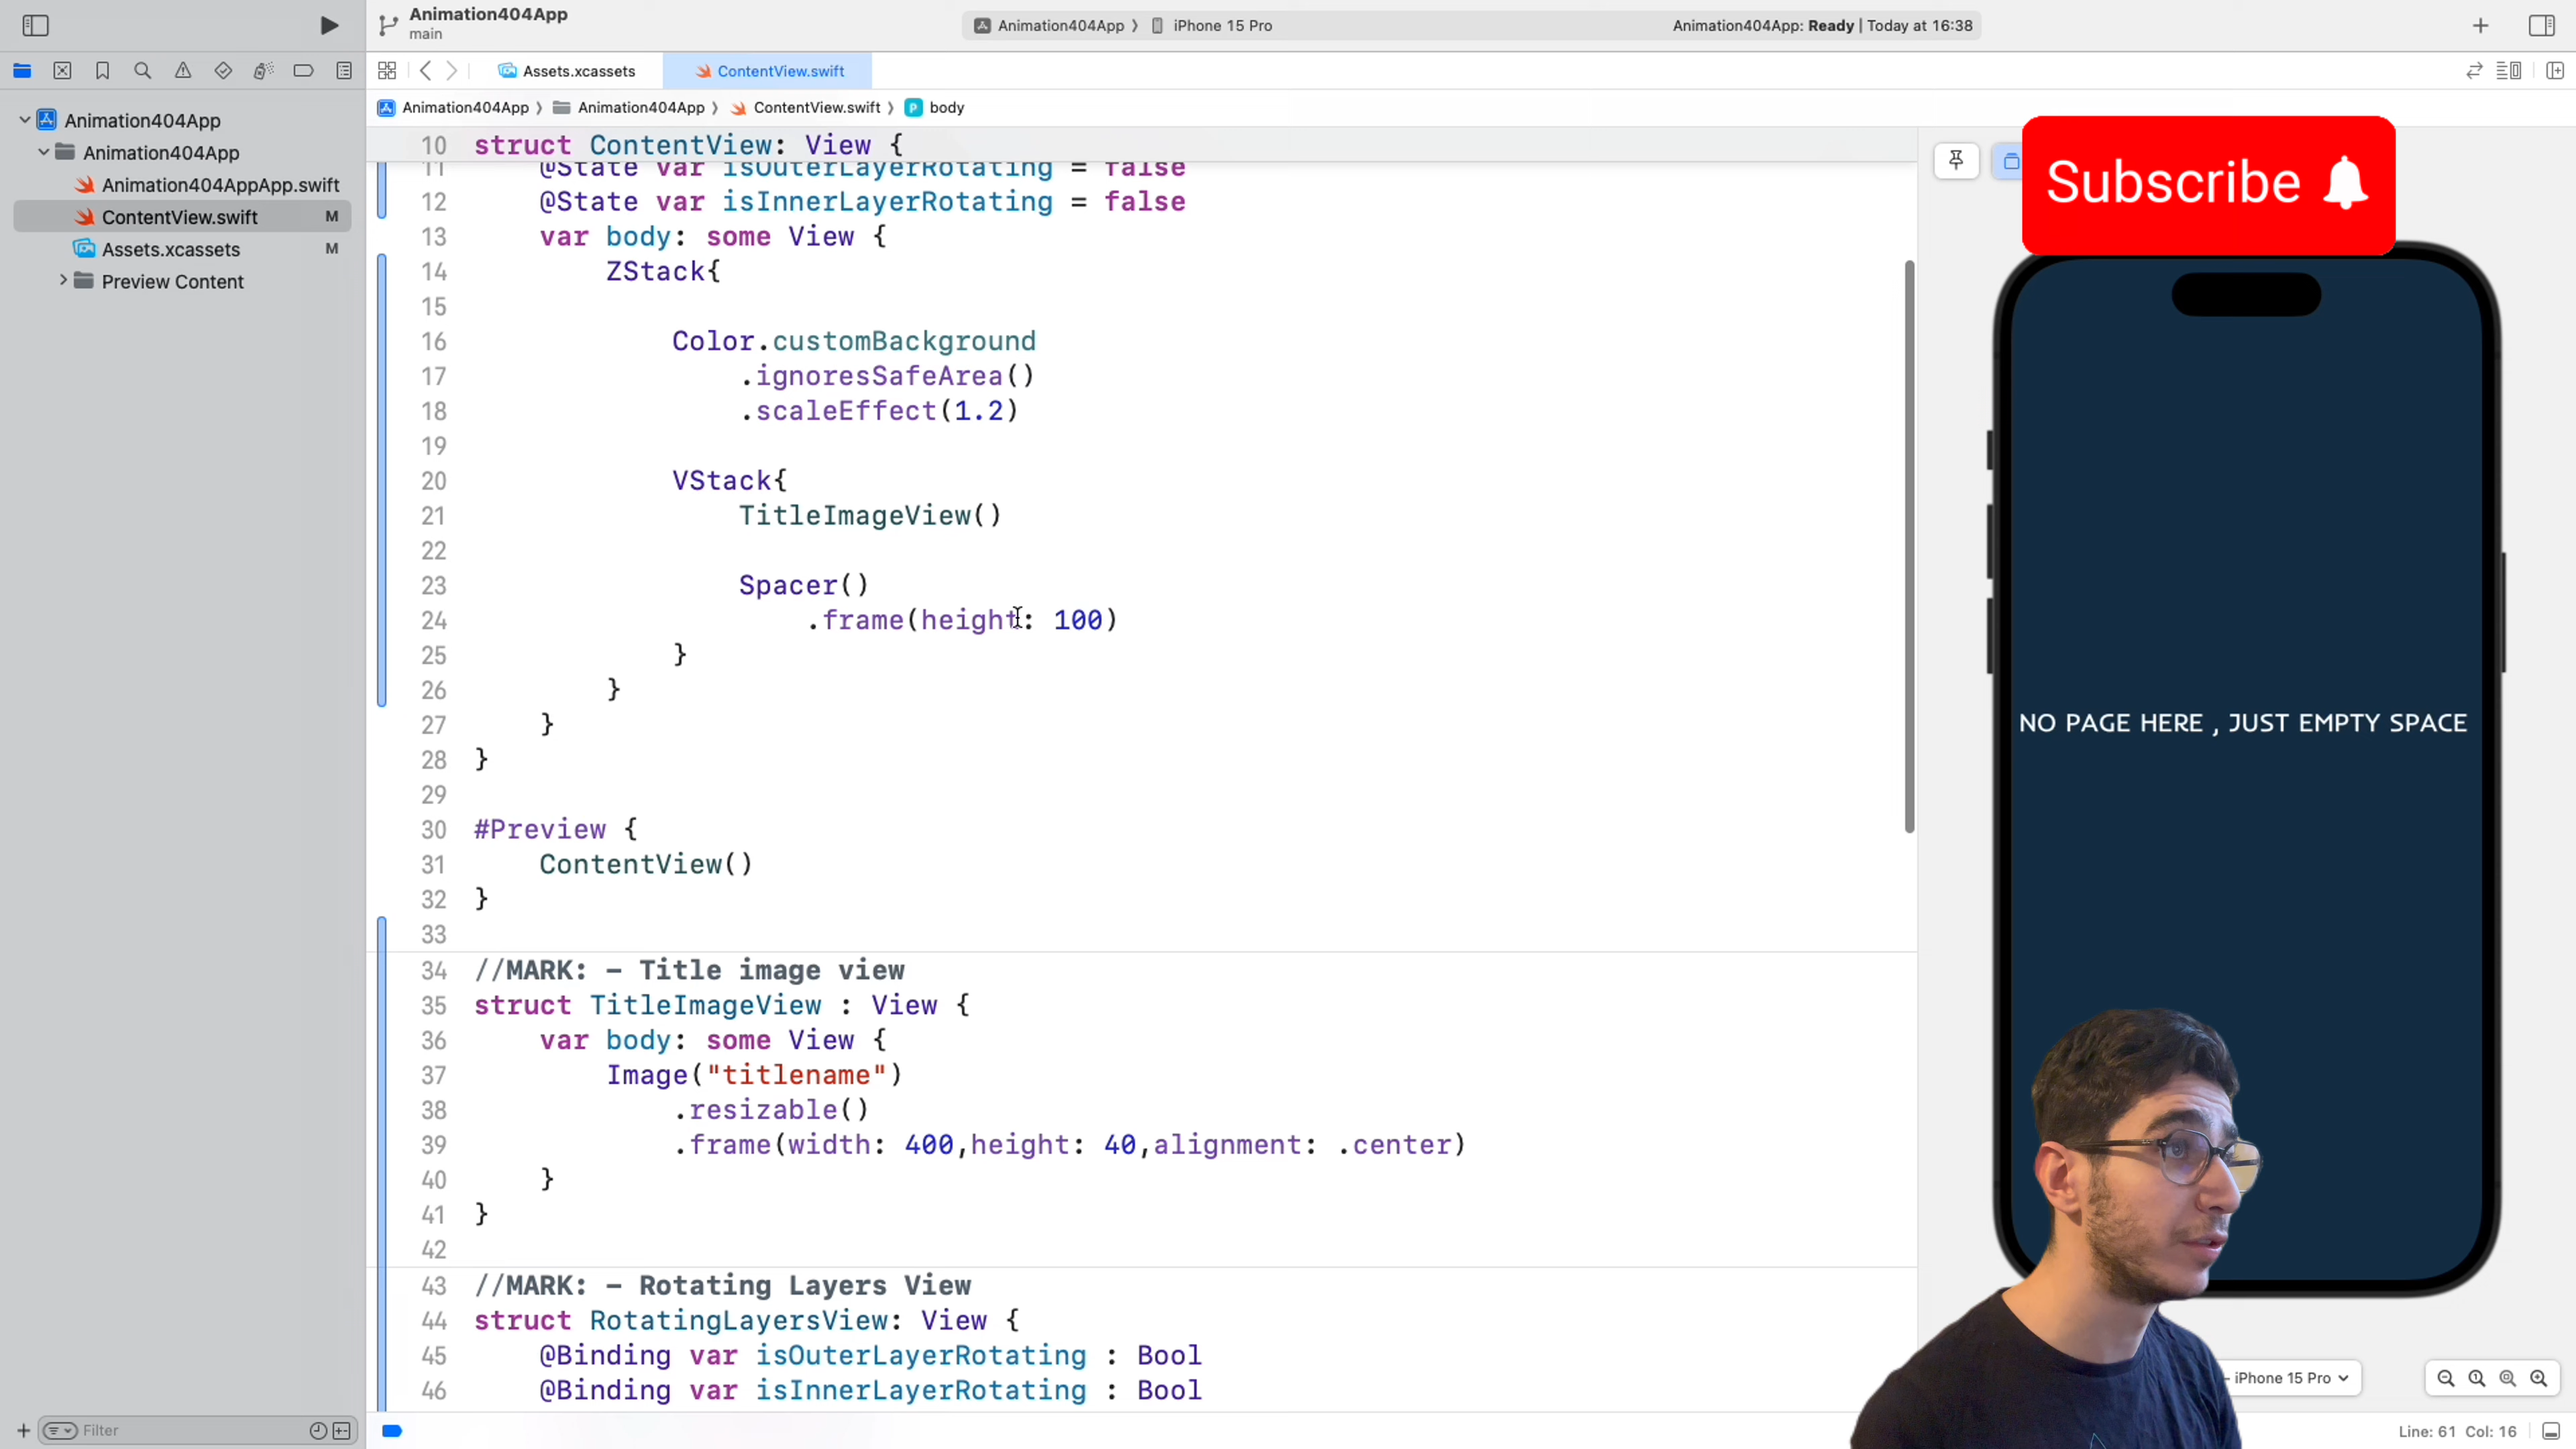 Animation404App
main
Animation404App 〉 iPhone 15 Pro
Animation404App: Ready | Today at 16:38
Assets.xcassets
ContentView.swift
Animation404App 〉 Animation404App 〉 ContentView.swift 〉 P body
Animation404App
Animation404App
Animation404AppApp.swift
ContentView.swift M
Assets.xcassets M
Preview Content
10 struct ContentView: View {
11 @State var isOuterLayerRotating = false
12 @State var isInnerLayerRotating = false
13 var body: some View {
14 ZStack{
15
16 Color.customBackground
17 .ignoresSafeArea()
18 .scaleEffect(1.2)
19
20 VStack{
21 TitleImageView()
22
23 Spacer()
24 .frame(height: 100)
25 }
26 }
27 }
28 }
29
30 #Preview {
31 ContentView()
32 }
33
34 //MARK: – Title image view
35 struct TitleImageView : View {
36 var body: some View {
37 Image("titlename")
38 .resizable()
39 .frame(width: 400,height: 40,alignment: .center)
40 }
41 }
42
43 //MARK: – Rotating Layers View
44 struct RotatingLayersView: View {
45 @Binding var isOuterLayerRotating : Bool
46 @Binding var isInnerLayerRotating : Bool
Subscribe
NO PAGE HERE , JUST EMPTY SPACE
iPhone 15 Pro
Filter
Line: 61 Col: 16